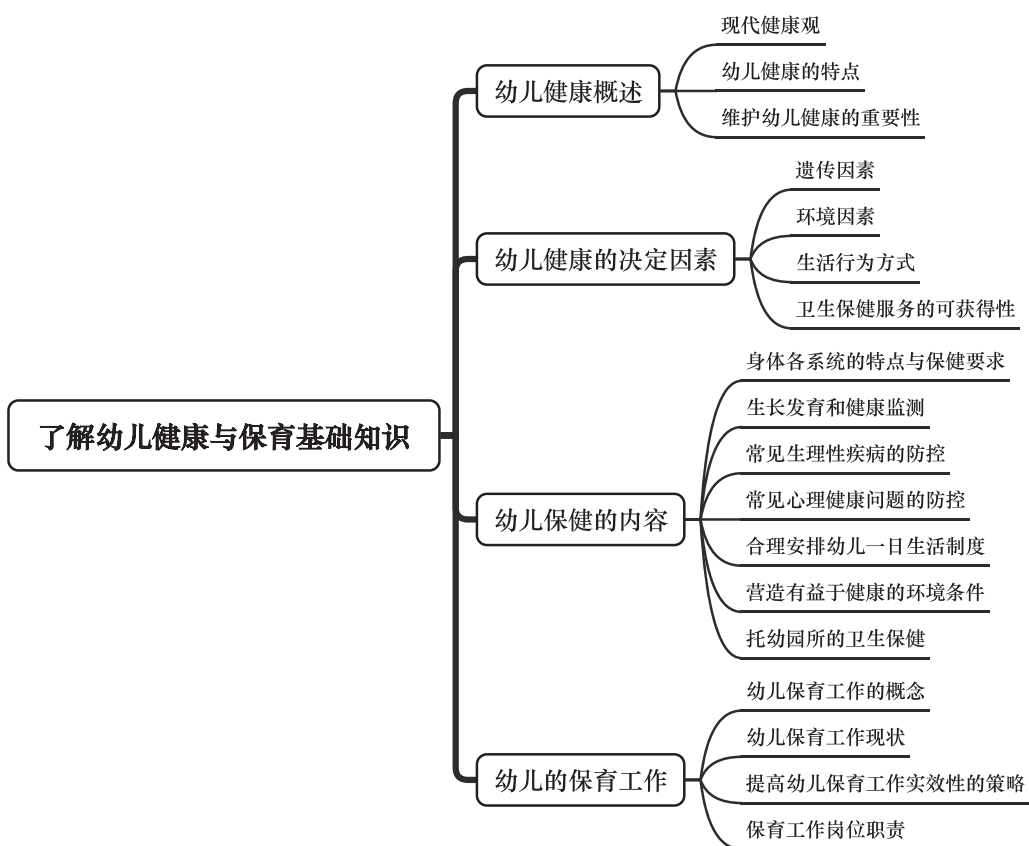 了解幼儿健康与保育基础知识
幼儿健康概述
现代健康观
幼儿健康的特点
维护幼儿健康的重要性
幼儿健康的决定因素
遗传因素
环境因素
生活行为方式
卫生保健服务的可获得性
幼儿保健的内容
身体各系统的特点与保健要求
生长发育和健康监测
常见生理性疾病的防控
常见心理健康问题的防控
合理安排幼儿一日生活制度
营造有益于健康的环境条件
托幼园所的卫生保健
幼儿的保育工作
幼儿保育工作的概念
幼儿保育工作现状
提高幼儿保育工作实效性的策略
保育工作岗位职责